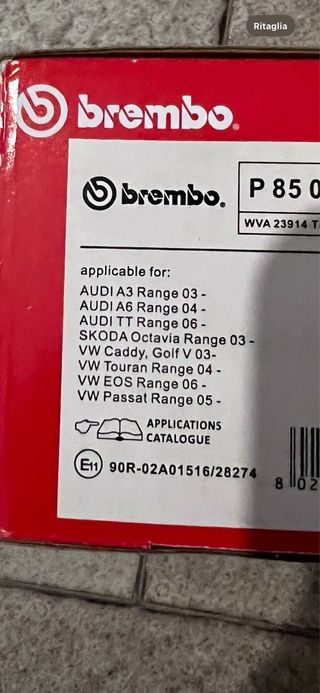 Ritaglia
brembo.
brembo.
P 85 0
WVA 23914
applicable for:
AUDI A3 Range 03 -
AUDI A6 Range 04 -
AUDI TT Range 06 -
SKODA Octavia Range 03 -
VW Caddy, Golf V 03-
VW Touran Range 04 -
VW EOS Range 06 -
VW Passat Range 05 -
APPLICATIONS
CATALOGUE
E11 90R-02A01516/28274
8 02